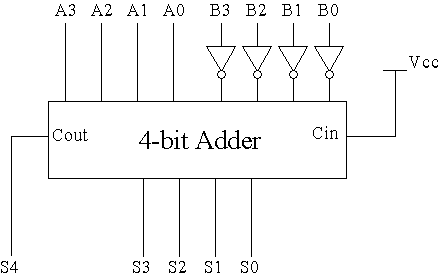 A3 A2 A1 A0 B3 B2 B1 B0
Vcc
Cout 4-bit Adder Cin
S4 S3 S2 S1 S0